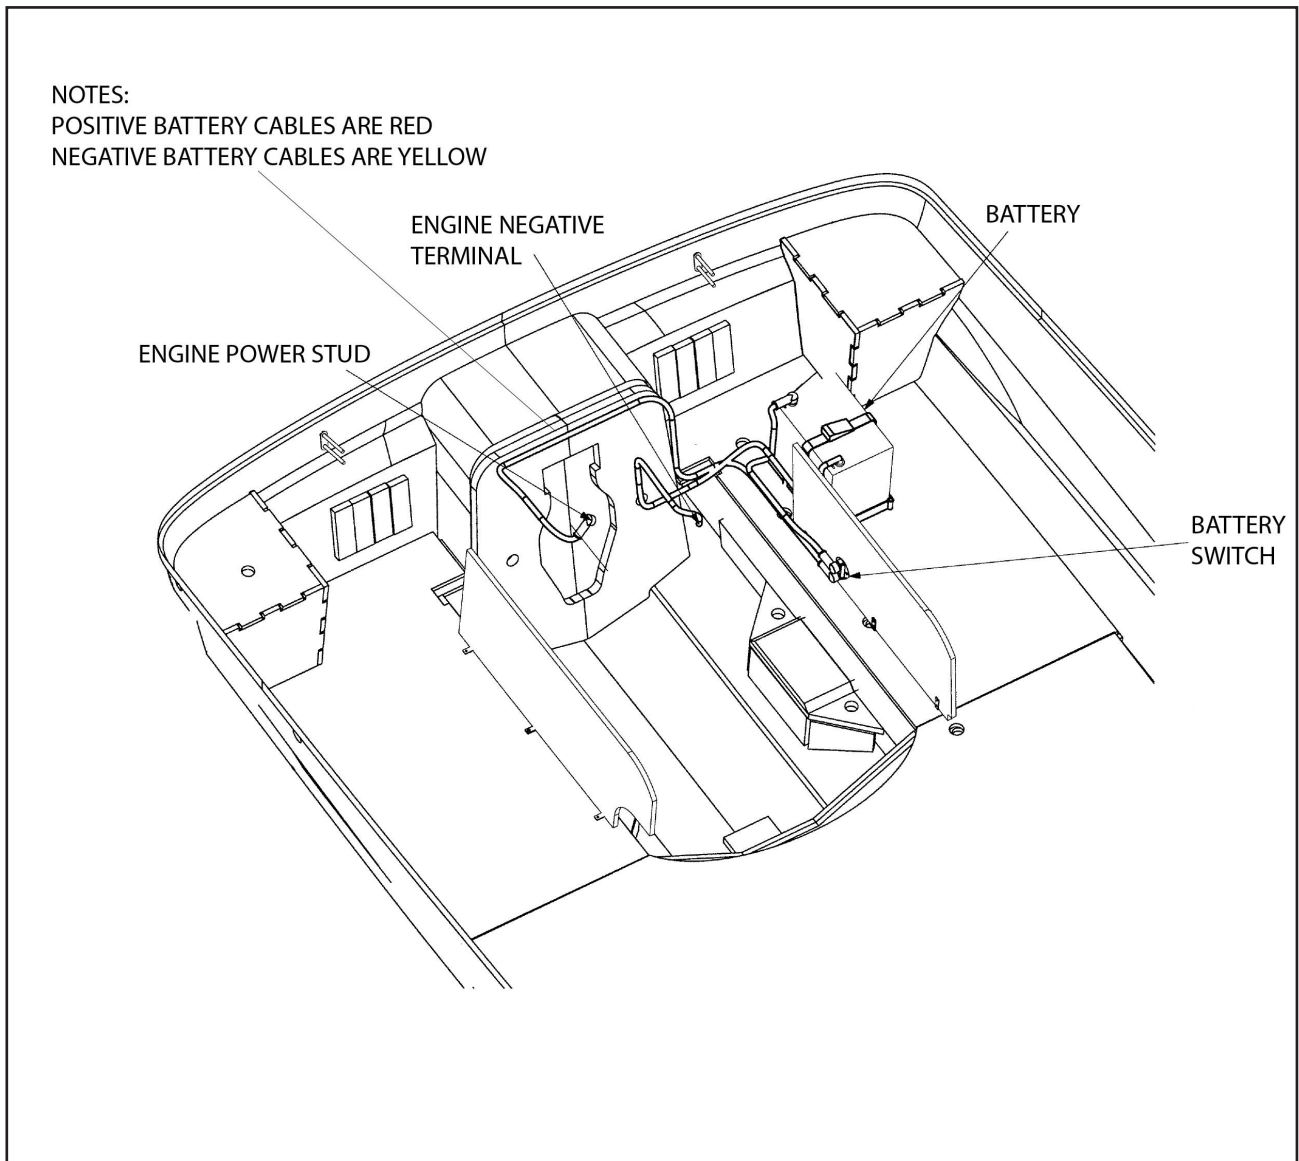 NOTES:
POSITIVE BATTERY CABLES ARE RED
NEGATIVE BATTERY CABLES ARE YELLOW
ENGINE NEGATIVE
TERMINAL
BATTERY
ENGINE POWER STUD
BATTERY
SWITCH